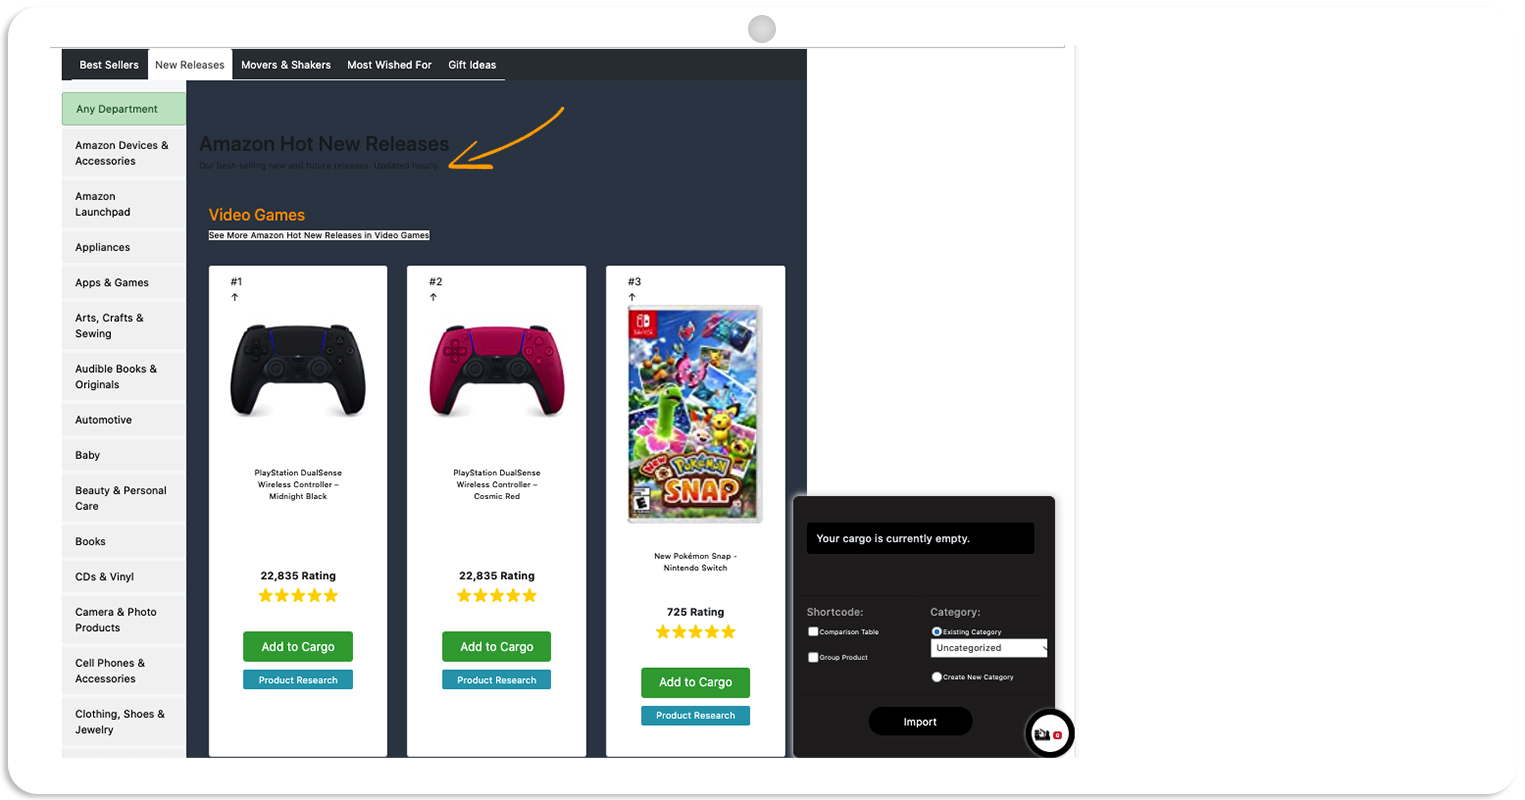 Best Sellers New Releases Movers & Shakers Most Wished For Gift Ideas
Any Department
Amazon Devices &
Accessories
Amazon
Launchpad
Appliances
Apps & Games
Arts, Crafts &
Sewing
Audible Books &
Originals
Automotive
Baby
Beauty & Personal
Care
Books
CDs & Vinyl
Camera & Photo
Products
Cell Phones &
Accessories
Clothing, Shoes &
Jewelry
Amazon Hot New Releases
Our best-selling new and future releases. Updated hourly.
Video Games
See More Amazon Hot New Releases in Video Games
#1
↑
PlayStation DualSense
Wireless Controller –
Midnight Black
22,835 Rating
Add to Cargo
Product Research
#2
↑
PlayStation DualSense
Wireless Controller –
Cosmic Red
22,835 Rating
Add to Cargo
Product Research
#3
↑
New
Pokémon
SNAP
E
New Pokémon Snap -
Nintendo Switch
725 Rating
Add to Cargo
Product Research
Your cargo is currently empty.
Shortcode:
Comparison Table
Group Product
Category:
Existing Category
Uncategorized
Create New Category
Import
0